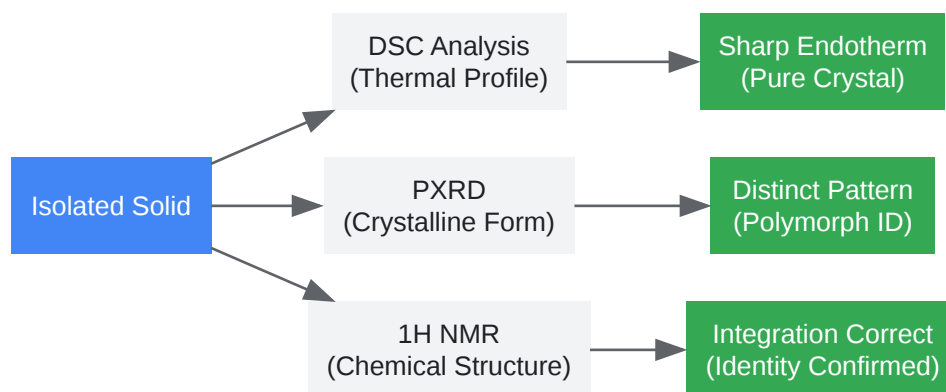 Isolated Solid
DSC Analysis
(Thermal Profile)
Sharp Endotherm
(Pure Crystal)
PXRD
(Crystalline Form)
Distinct Pattern
(Polymorph ID)
1H NMR
(Chemical Structure)
Integration Correct
(Identity Confirmed)